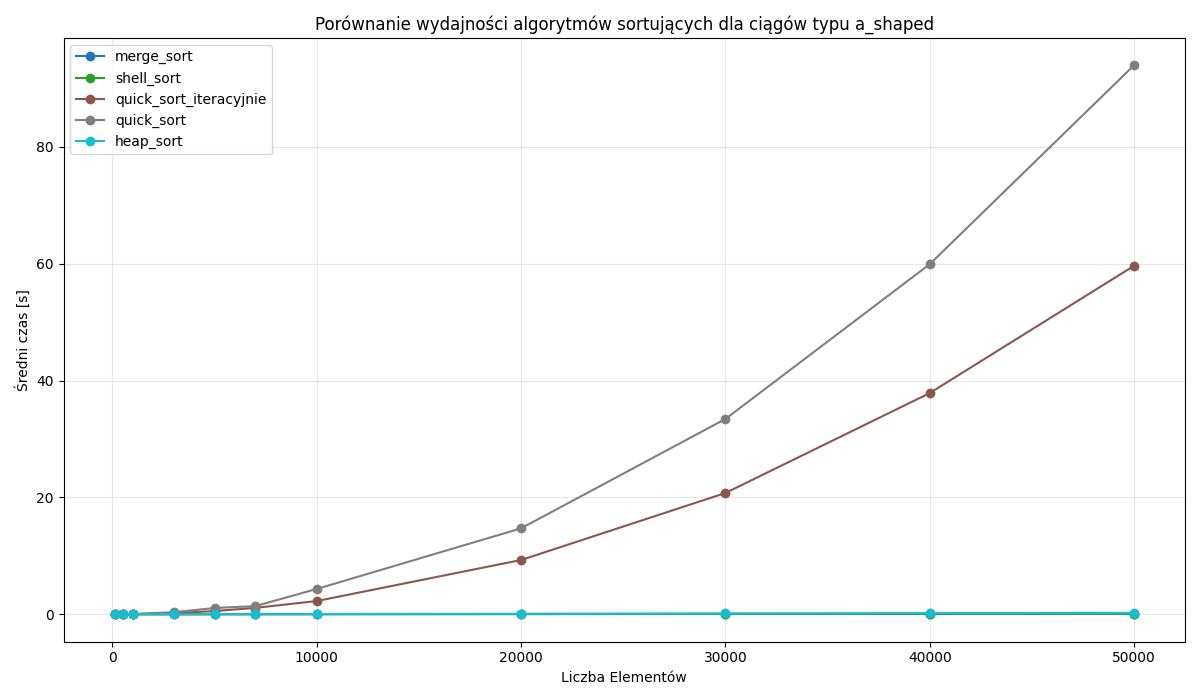 Porównanie wydajności algorytmów sortujących dla ciągów typu a_shaped
merge_sort
shell_sort
quick_sort_iteracyjnie
quick_sort
heap_sort
Średni czas [s]
80
60
40
20
0
0 10000 20000 30000 40000 50000
Liczba Elementów